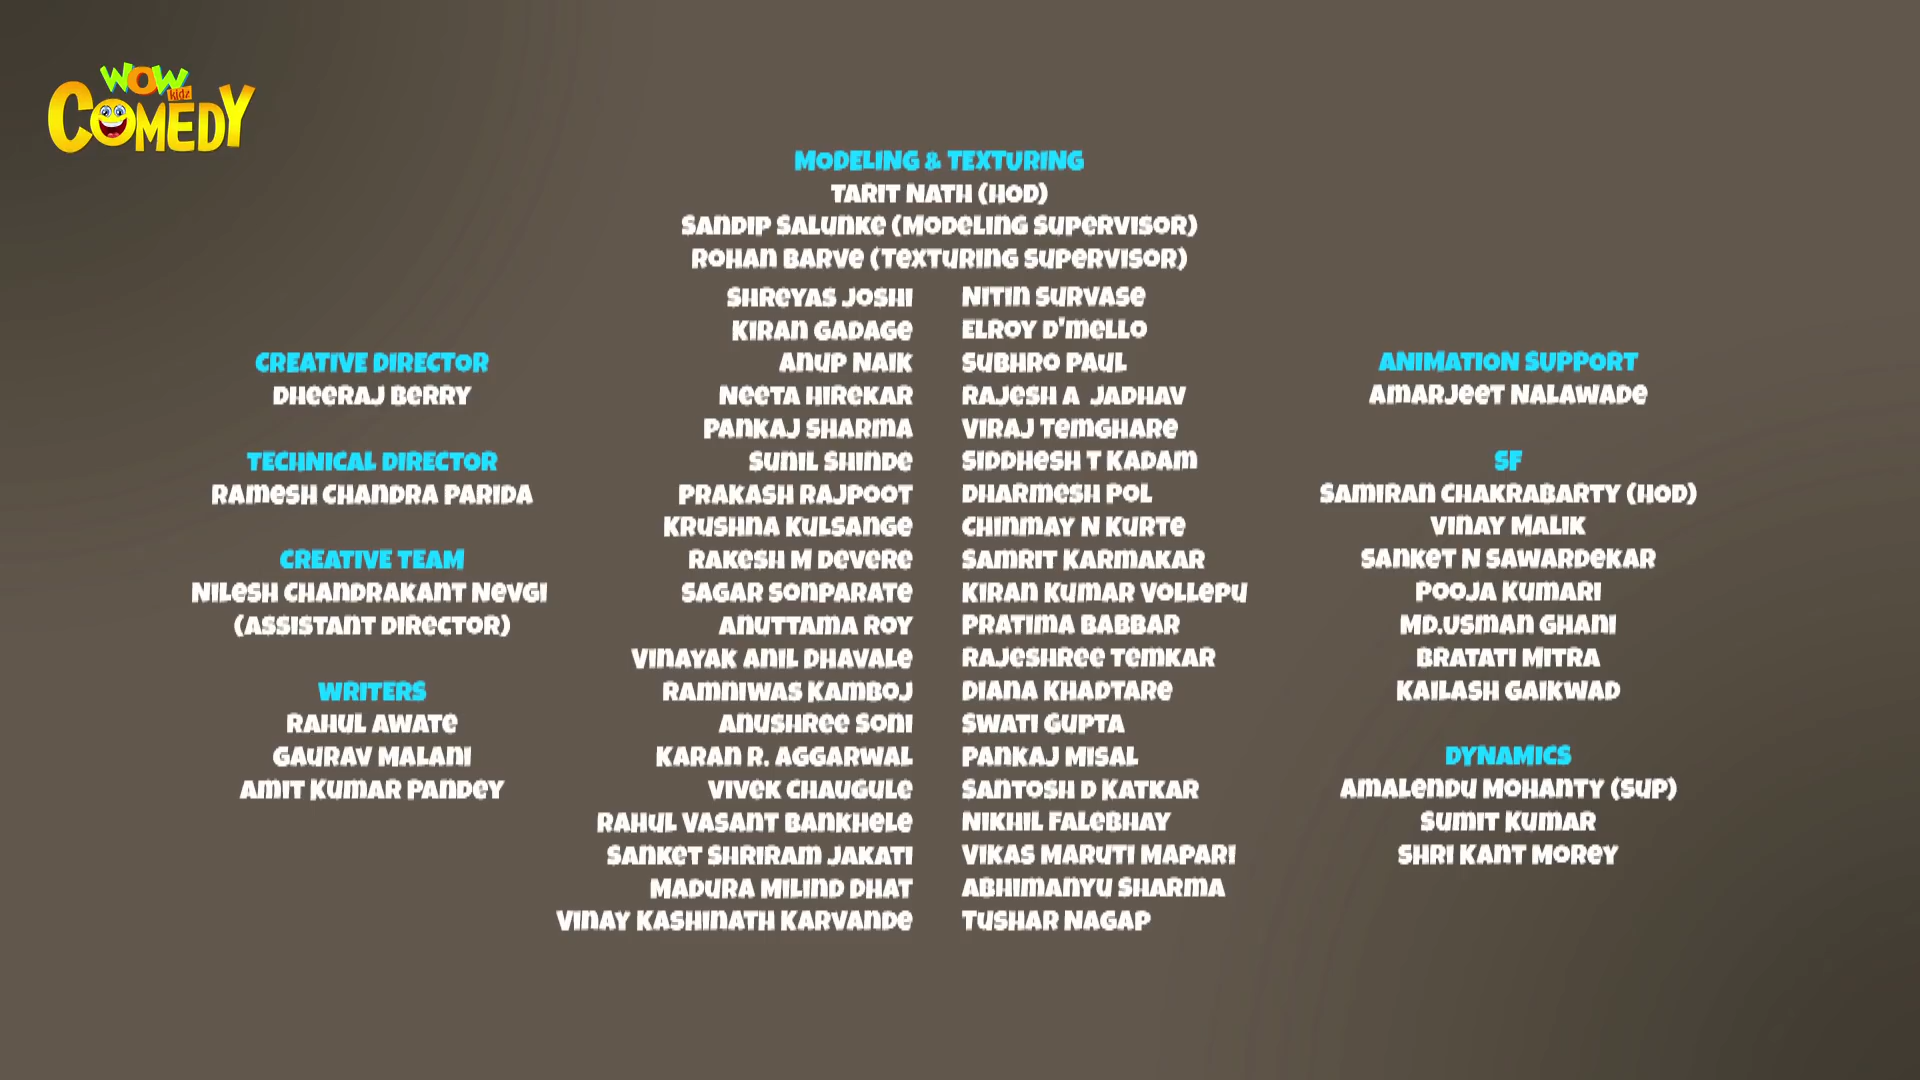 WOW
kidz
COMEDY
CREATIVE DIRECTOR
DHEERAJ BERRY
TECHNICAL DIRECTOR
RAMESH CHANDRA PARIDA
CREATIVE TEAM
NILESH CHANDRAKANT NEVGI
(ASSISTANT DIRECTOR)
WRITERS
RAHUL AWATE
GAURAV MALANI
AMIT KUMAR PANDEY
MODELING & TEXTURING
TARIT NATH (HOD)
SANDIP SALUNKE (MODELING SUPERVISOR)
ROHAN BARVE (TEXTURING SUPERVISOR)
SHREYAS JOSHI NITIN SURVASE
KIRAN GADAGE ELROY D'MELLO
ANUP NAIK SUBHRO PAUL
NEETA HIREKAR RAJESH A JADHAV
PANKAJ SHARMA VIRAJ TEMGHARE
SUNIL SHINDE SIDDHESH T KADAM
PRAKASH RAJPOOT DHARMESH POL
KRUSHNA KULSANGE CHINMAY N KURTE
RAKESH M DEVERE SAMRIT KARMAKAR
SAGAR SONPARATE KIRAN KUMAR VOLLEPU
ANUTTAMA ROY PRATIMA BABBAR
VINAYAK ANIL DHAVALE RAJESHREE TEMKAR
RAMNIWAS KAMBOJ DIANA KHADTARE
ANUSHREE SONI SWATI GUPTA
KARAN R. AGGARWAL PANKAJ MISAL
VIVEK CHAUGULE SANTOSH D KATKAR
RAHUL VASANT BANKHELE NIKHIL FALEBHAY
SANKET SHRIRAM JAKATI VIKAS MARUTI MAPARI
MADURA MILIND DHAT ABHIMANYU SHARMA
VINAY KASHINATH KARVANDE TUSHAR NAGAP
ANIMATION SUPPORT
AMARJEET NALAWADE
SF
SAMIRAN CHAKRABARTY (HOD)
VINAY MALIK
SANKET N SAWARDEKAR
POOJA KUMARI
MD.USMAN GHANI
BRATATI MITRA
KAILASH GAIKWAD
DYNAMICS
AMALENDU MOHANTY (SUP)
SUMIT KUMAR
SHRI KANT MOREY